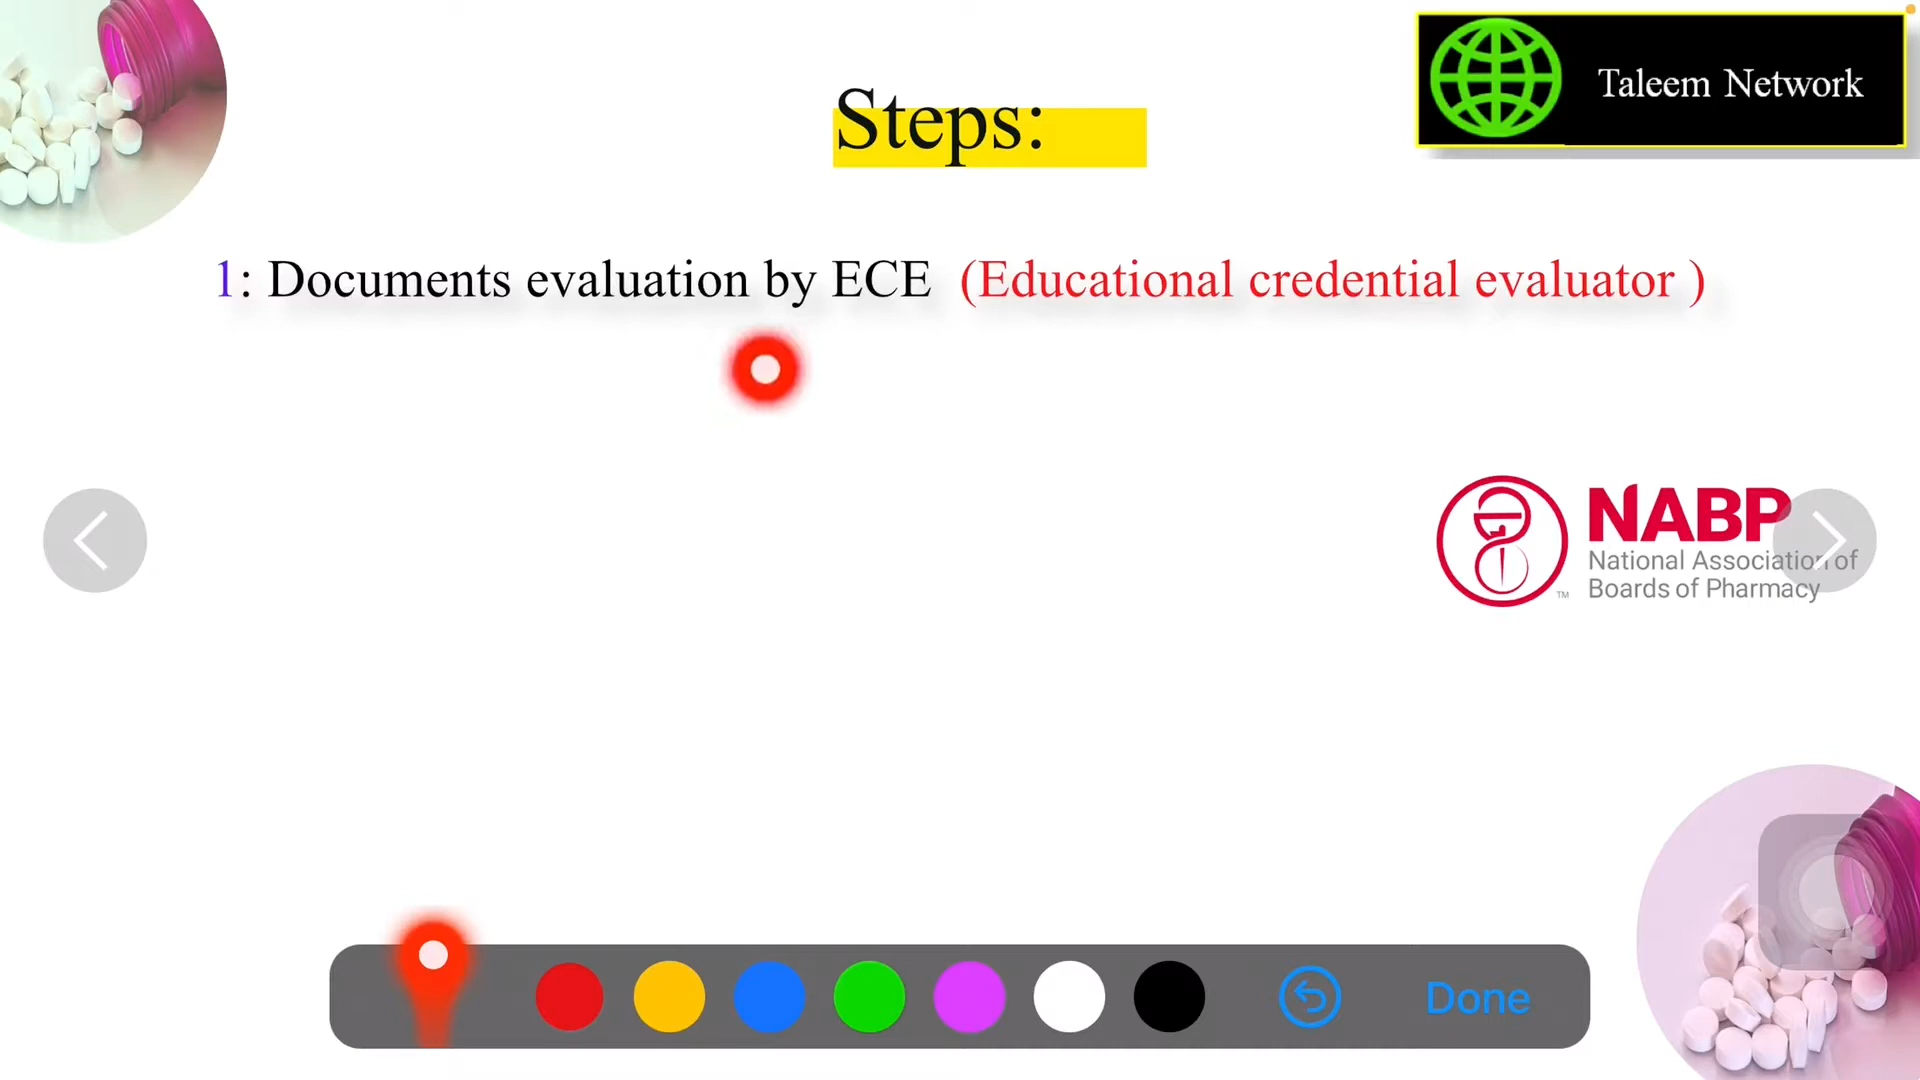 Taleem Network
Steps:
1: Documents evaluation by ECE (Educational credential evaluator )
NABP
National Association of
Boards of Pharmacy
TM
Done